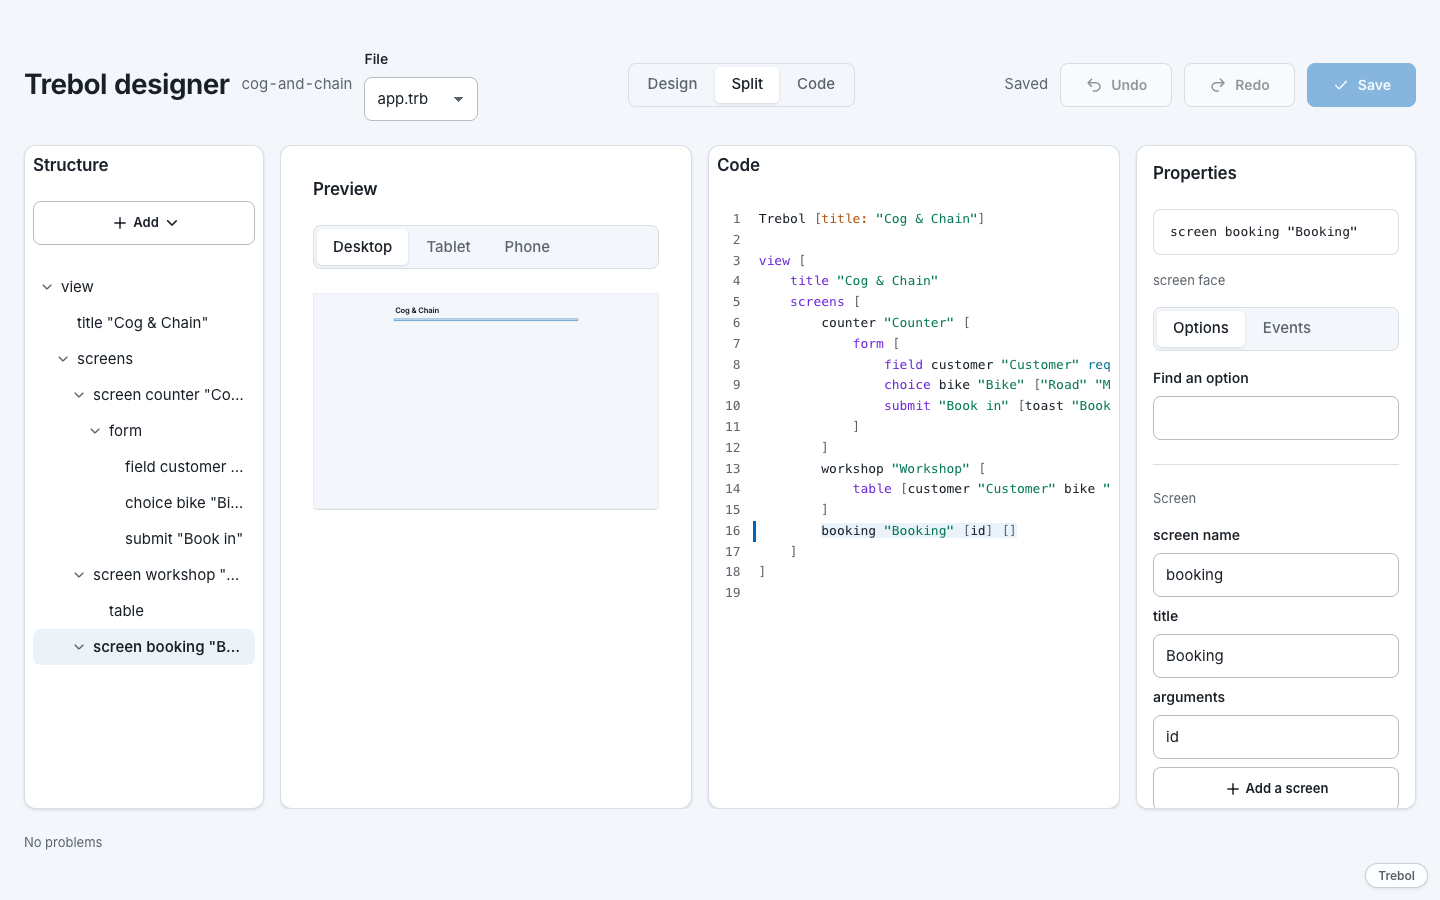 Trebol designer
cog-and-chain
File
app.trb
Design
Split
Code
Saved
Undo
Redo
Save
Structure
Add
view
title "Cog & Chain"
screens
screen counter "Co...
form
field customer ...
choice bike "Bi...
submit "Book in"
screen workshop "...
table
screen booking "B...
Preview
Desktop
Tablet
Phone
Cog & Chain
Code
1 Trebol [title: "Cog & Chain"]
2
3 view [
4 title "Cog & Chain"
5 screens [
6 counter "Counter" [
7 form [
8 field customer "Customer" req
9 choice bike "Bike" ["Road" "M
10 submit "Book in" [toast "Book
11 ]
12 ]
13 workshop "Workshop" [
14 table [customer "Customer" bike "
15 ]
16 booking "Booking" [id] []
17 ]
18 ]
19
Properties
screen booking "Booking"
screen face
Options
Events
Find an option
Screen
screen name
booking
title
Booking
arguments
id
Add a screen
No problems
Trebol